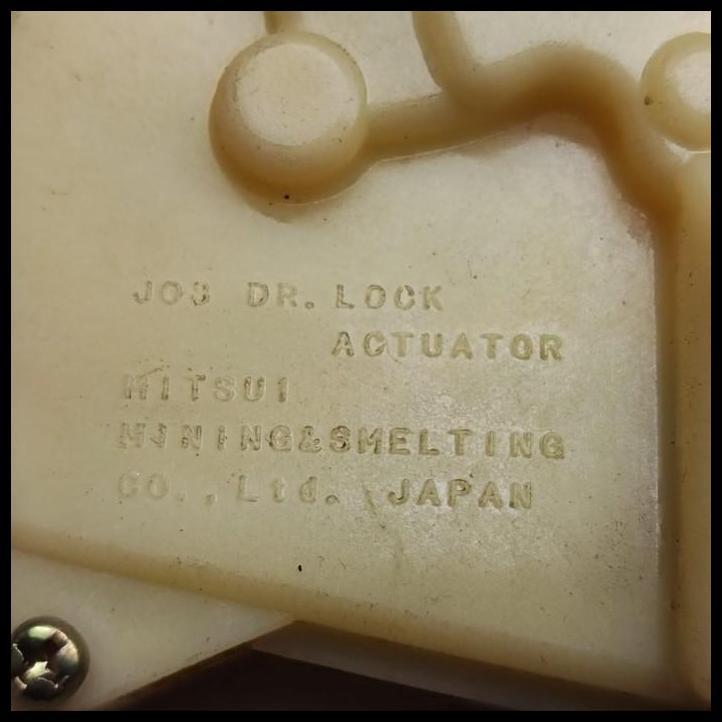 JO3 DR. LOCK
ACTUATOR
MITSUI
MINING&SMELTING
CO., Ltd. JAPAN